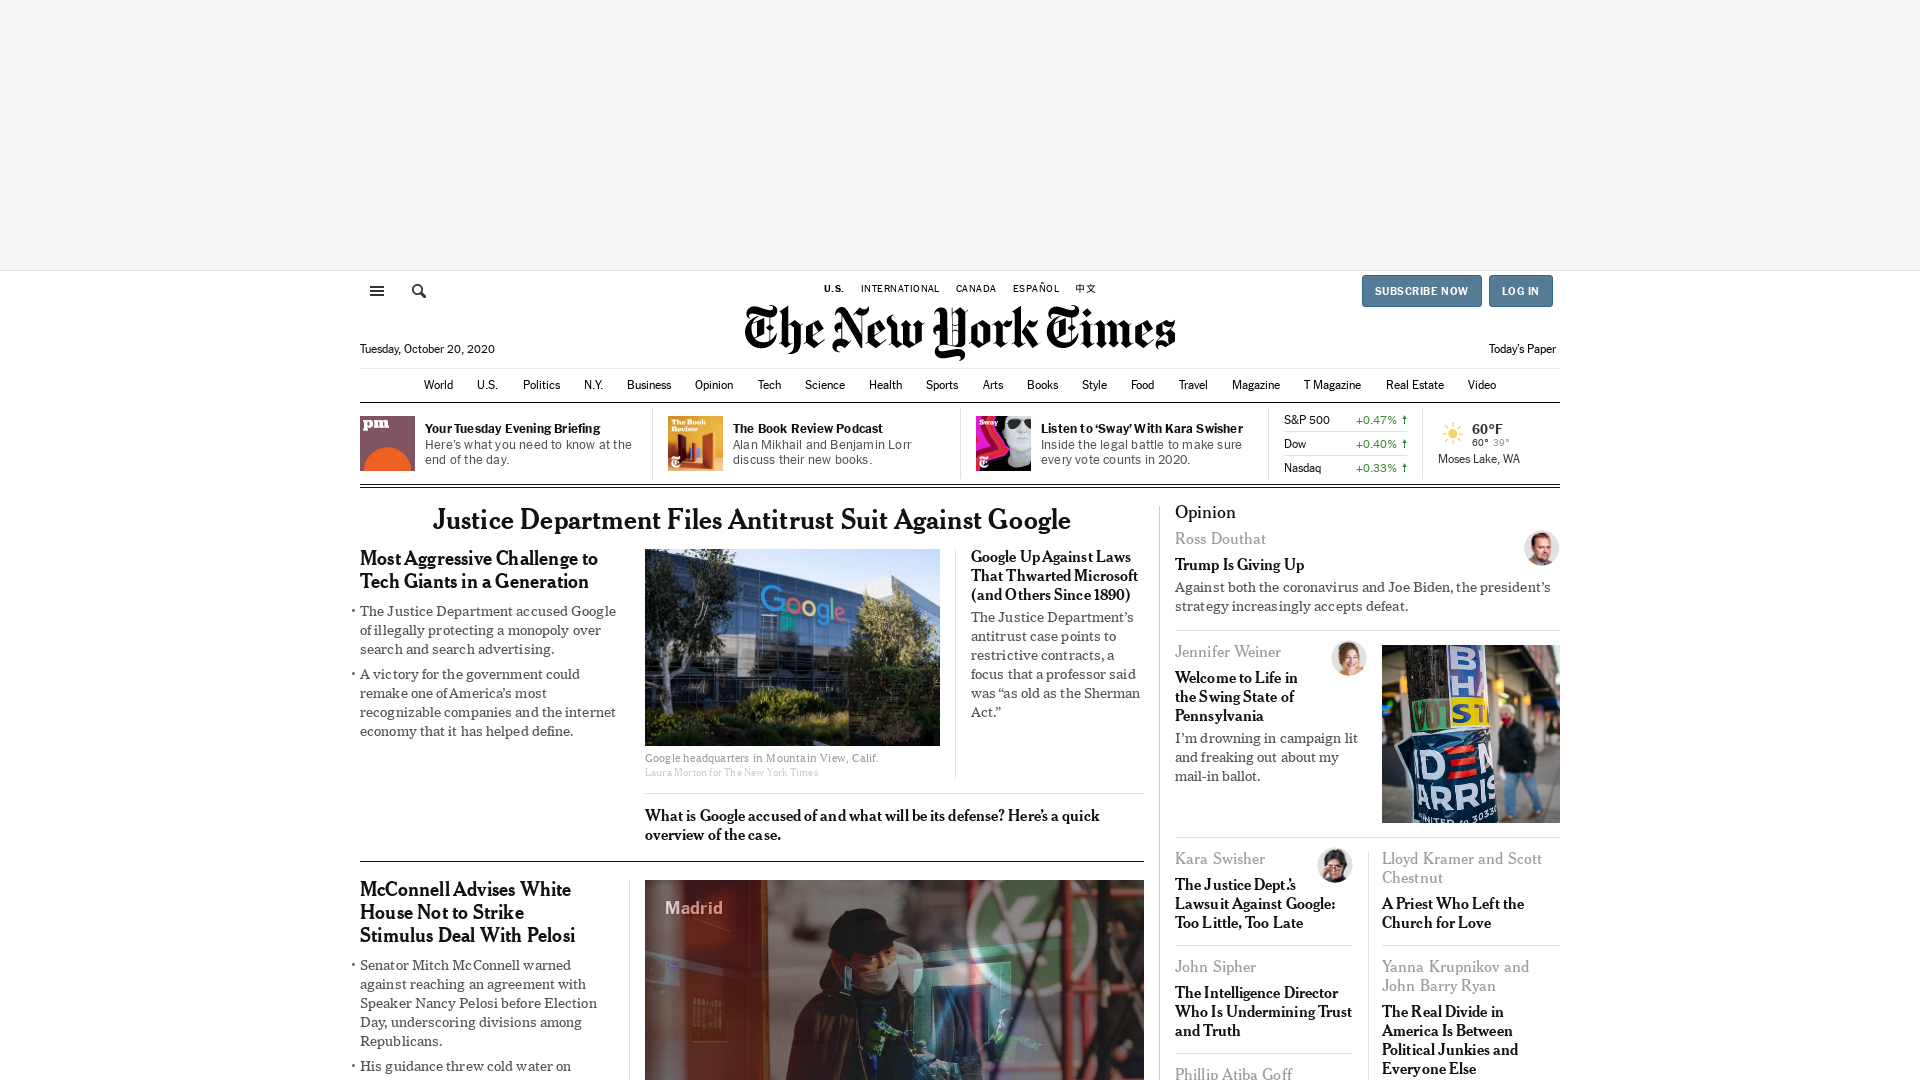 U.S. INTERNATIONAL CANADA ESPAÑOL 中文
SUBSCRIBE NOW
LOG IN
The New York Times
Tuesday, October 20, 2020
Today's Paper
World U.S. Politics N.Y. Business Opinion Tech Science Health Sports Arts Books Style Food Travel Magazine T Magazine Real Estate Video
pm
Your Tuesday Evening Briefing
Here's what you need to know at the
end of the day.
The Book
Review
The Book Review Podcast
Alan Mikhail and Benjamin Lorr
discuss their new books.
Sway
Listen to ‘Sway’ With Kara Swisher
Inside the legal battle to make sure
every vote counts in 2020.
S&P 500 +0.47%
Dow +0.40%
Nasdaq +0.33%
60°F
60° 39°
Moses Lake, WA
Justice Department Files Antitrust Suit Against Google
Most Aggressive Challenge to
Tech Giants in a Generation
• The Justice Department accused Google
of illegally protecting a monopoly over
search and search advertising.
• A victory for the government could
remake one of America's most
recognizable companies and the internet
economy that it has helped define.
Google
Google headquarters in Mountain View, Calif.
Laura Morton for The New York Times
Google Up Against Laws
That Thwarted Microsoft
(and Others Since 1890)
The Justice Department's
antitrust case points to
restrictive contracts, a
focus that a professor said
was “as old as the Sherman
Act.”
What is Google accused of and what will be its defense? Here's a quick
overview of the case.
McConnell Advises White
House Not to Strike
Stimulus Deal With Pelosi
• Senator Mitch McConnell warned
against reaching an agreement with
Speaker Nancy Pelosi before Election
Day, underscoring divisions among
Republicans.
• His guidance threw cold water on
Madrid
Opinion
Ross Douthat
Trump Is Giving Up
Against both the coronavirus and Joe Biden, the president's
strategy increasingly accepts defeat.
Jennifer Weiner
Welcome to Life in
the Swing State of
Pennsylvania
I'm drowning in campaign lit
and freaking out about my
mail-in ballot.
Kara Swisher
The Justice Dept.'s
Lawsuit Against Google:
Too Little, Too Late
John Sipher
The Intelligence Director
Who Is Undermining Trust
and Truth
Phillip Atiba Goff
Lloyd Kramer and Scott
Chestnut
A Priest Who Left the
Church for Love
Yanna Krupnikov and
John Barry Ryan
The Real Divide in
America Is Between
Political Junkies and
Everyone Else